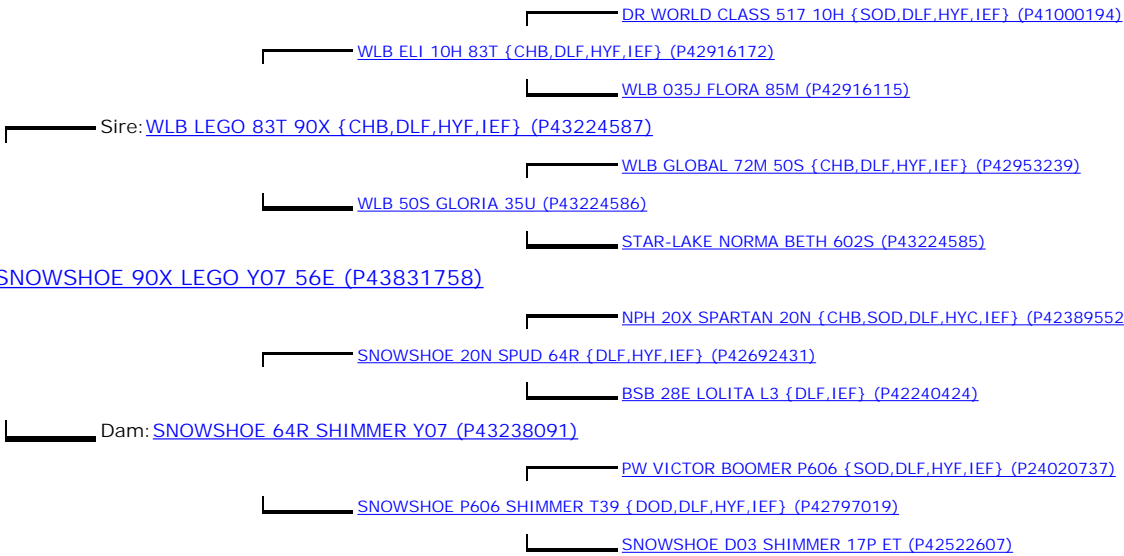 DR WORLD CLASS 517 10H {SOD,DLF,HYF,IEF} (P41000194)
WLB ELI 10H 83T {CHB,DLF,HYF,IEF} (P42916172)
WLB 035J FLORA 85M (P42916115)
Sire: WLB LEGO 83T 90X {CHB,DLF,HYF,IEF} (P43224587)
WLB GLOBAL 72M 50S {CHB,DLF,HYF,IEF} (P42953239)
WLB 50S GLORIA 35U (P43224586)
STAR-LAKE NORMA BETH 602S (P43224585)
SNOWSHOE 90X LEGO Y07 56E (P43831758)
NPH 20X SPARTAN 20N {CHB,SOD,DLF,HYC,IEF} (P42389552
SNOWSHOE 20N SPUD 64R {DLF,HYF,IEF} (P42692431)
BSB 28E LOLITA L3 {DLF,IEF} (P42240424)
Dam: SNOWSHOE 64R SHIMMER Y07 (P43238091)
PW VICTOR BOOMER P606 {SOD,DLF,HYF,IEF} (P24020737)
SNOWSHOE P606 SHIMMER T39 {DOD,DLF,HYF,IEF} (P42797019)
SNOWSHOE D03 SHIMMER 17P ET (P42522607)